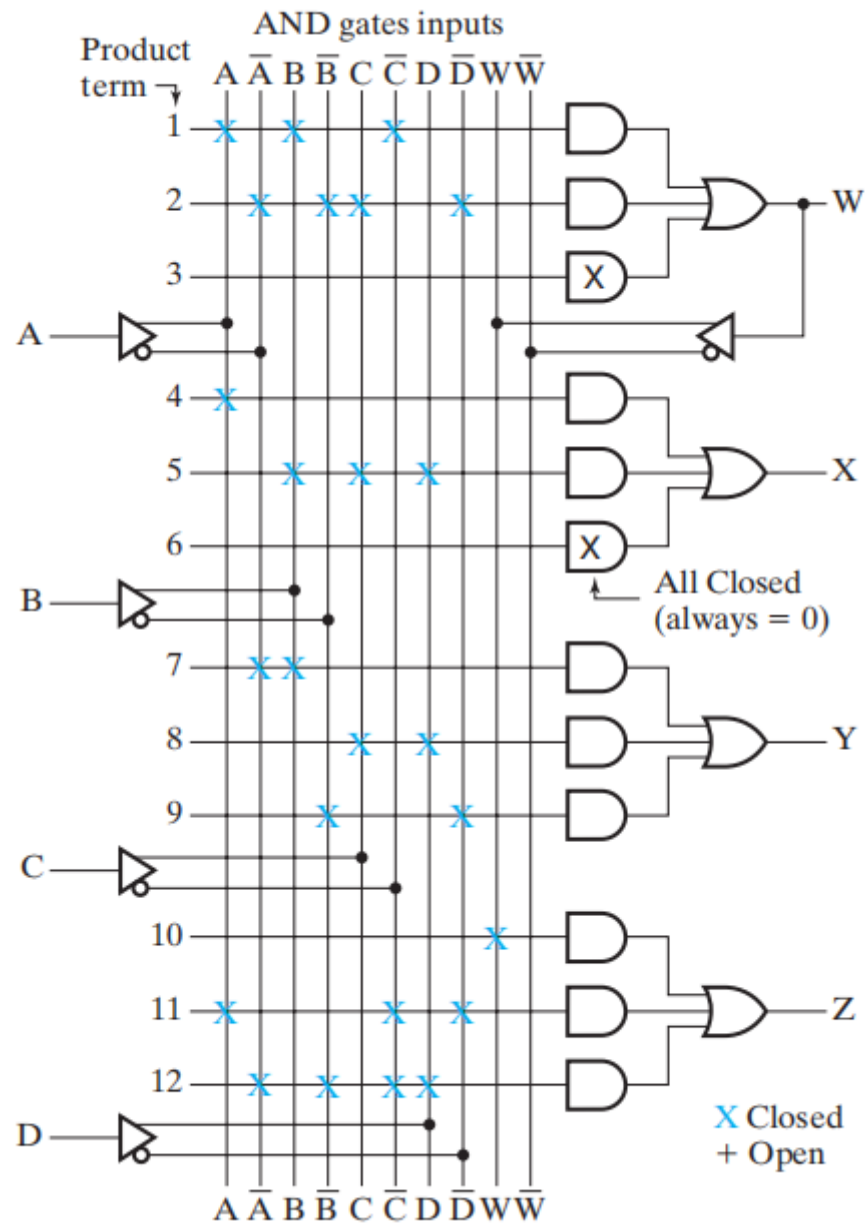 AND gates inputs
Product
term
A A̅ B B̅ C C̅ D D̅ W W̅
1 X X X
2 X X X X W
3 X
A
4 X
5 X X X X
6 X
All Closed
(always = 0)
B
7 X X
8 X X Y
9 X X
C
10 X
11 X X X Z
12 X X X X
X Closed
+ Open
D
A A̅ B B̅ C C̅ D D̅ W W̅